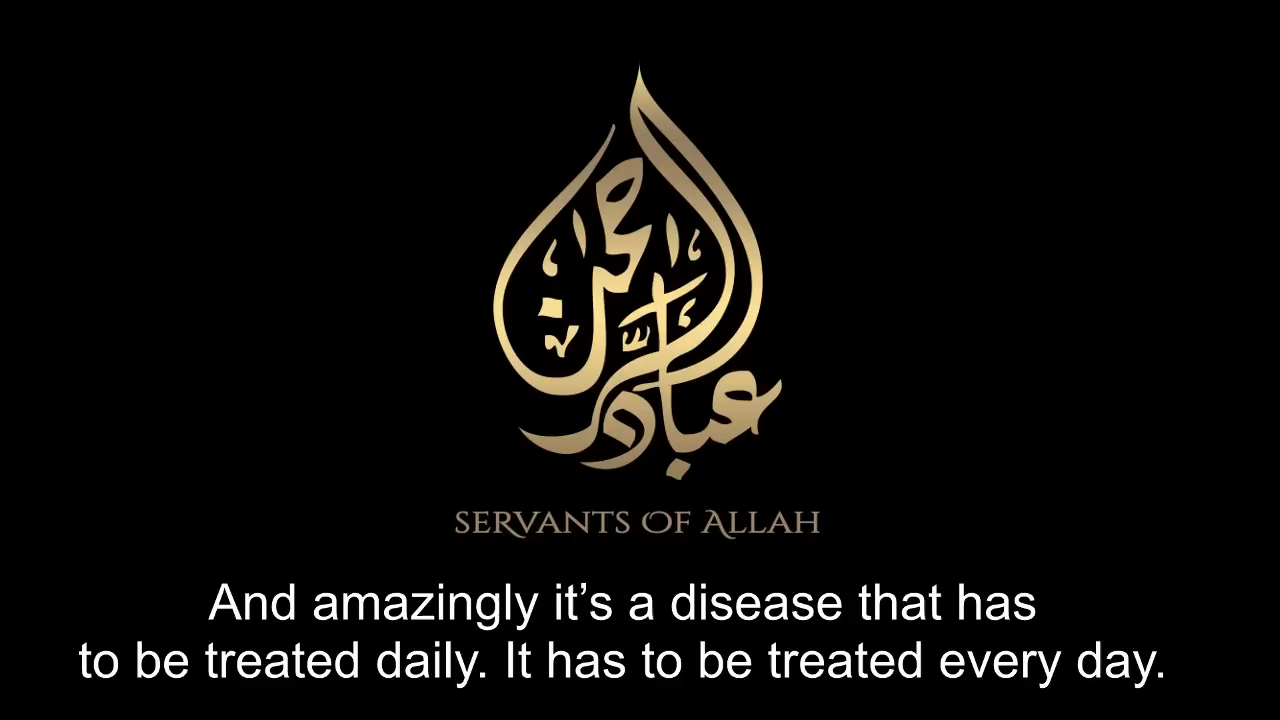 عباد الرحمن
SERVANTS OF ALLAH
And amazingly it’s a disease that has
to be treated daily. It has to be treated every day.